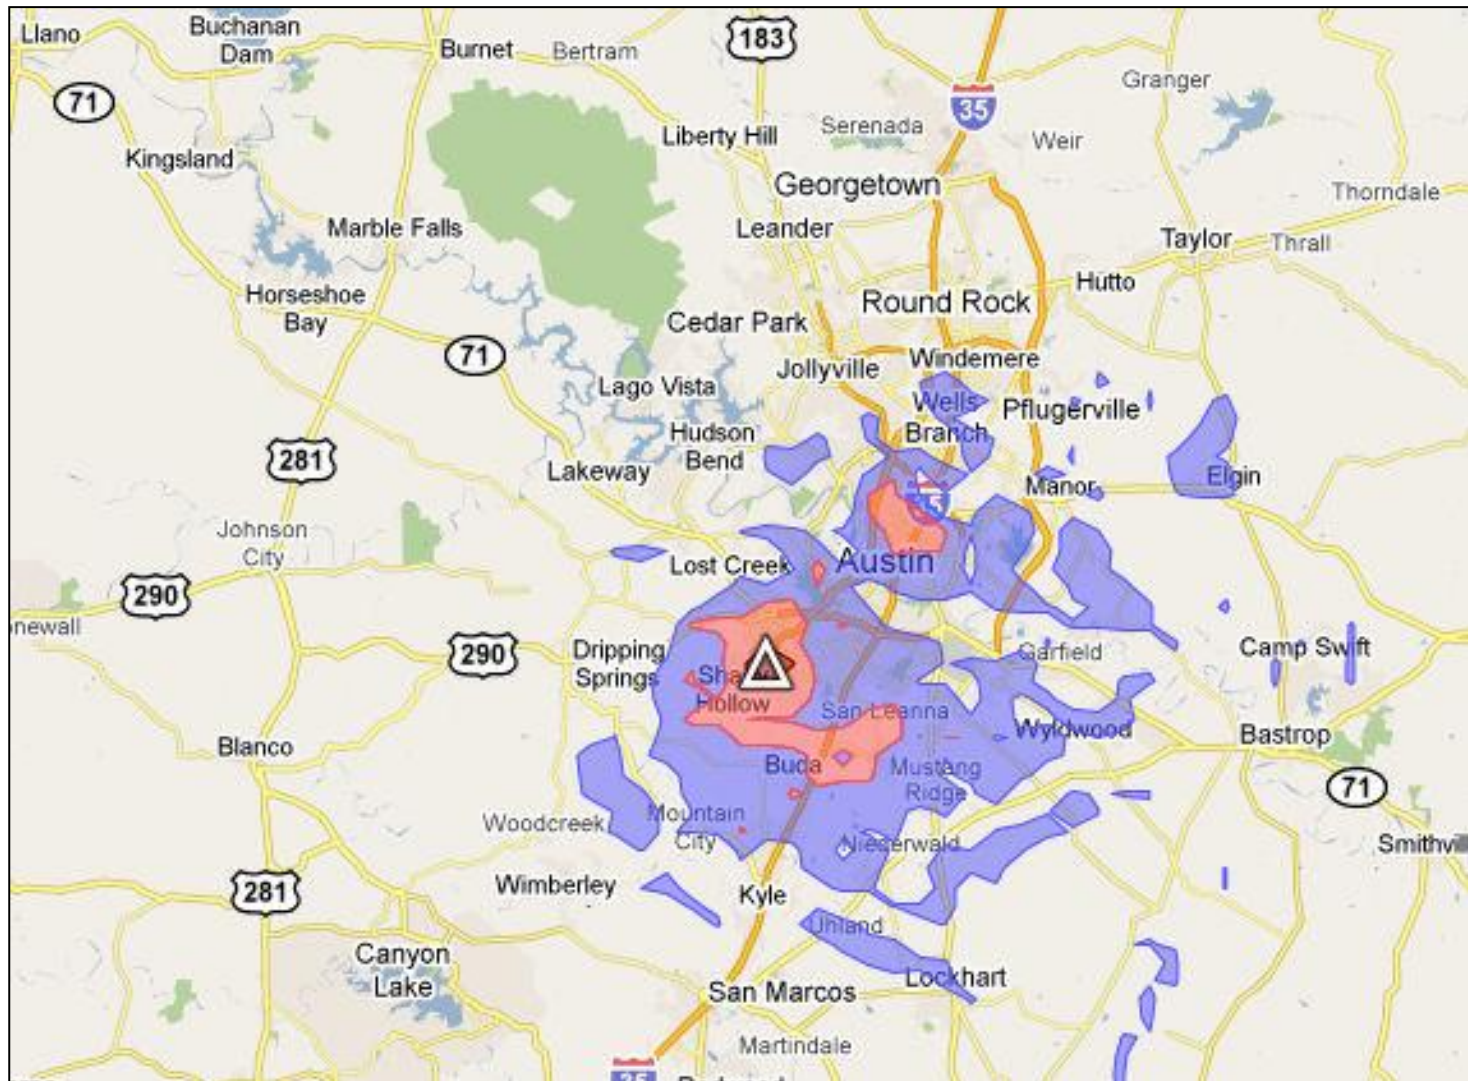 Llano
Buchanan
Dam
Burnet
Bertram
183
35
Granger
71
Liberty Hill
Serenada
Weir
Kingsland
Georgetown
Thorndale
Marble Falls
Leander
Taylor
Thrall
Horseshoe
Bay
Hutto
Round Rock
Cedar Park
71
Jollyville
Windemere
Lago Vista
Wells
Branch
Pflugerville
Hudson
Bend
281
Lakeway
Elgin
Manor
35
Johnson
City
Lost Creek
Austin
290
newall
290
Dripping
Springs
Garfield
Camp Swift
Hollow
San Leanna
Wyldwood
Bastrop
Blanco
Buda
Mustang
Ridge
71
Woodcreek
Mountain
City
Niederwald
Smithvill
281
Wimberley
Kyle
Uhland
Canyon
Lake
Lockhart
San Marcos
Martindale
35